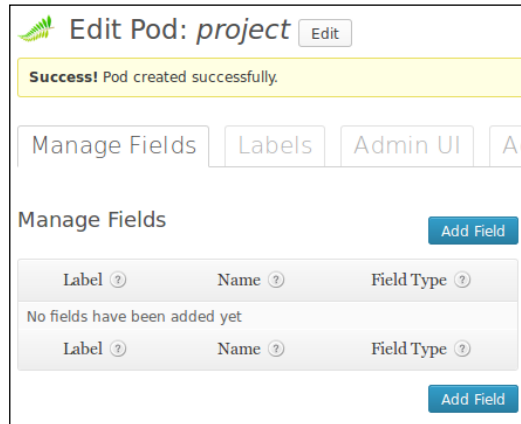 Edit Pod: project Edit
Success! Pod created successfully.
Manage Fields Labels Admin UI
Manage Fields Add Field
Label ? Name ? Field Type ?
No fields have been added yet
Label ? Name ? Field Type ?
Add Field